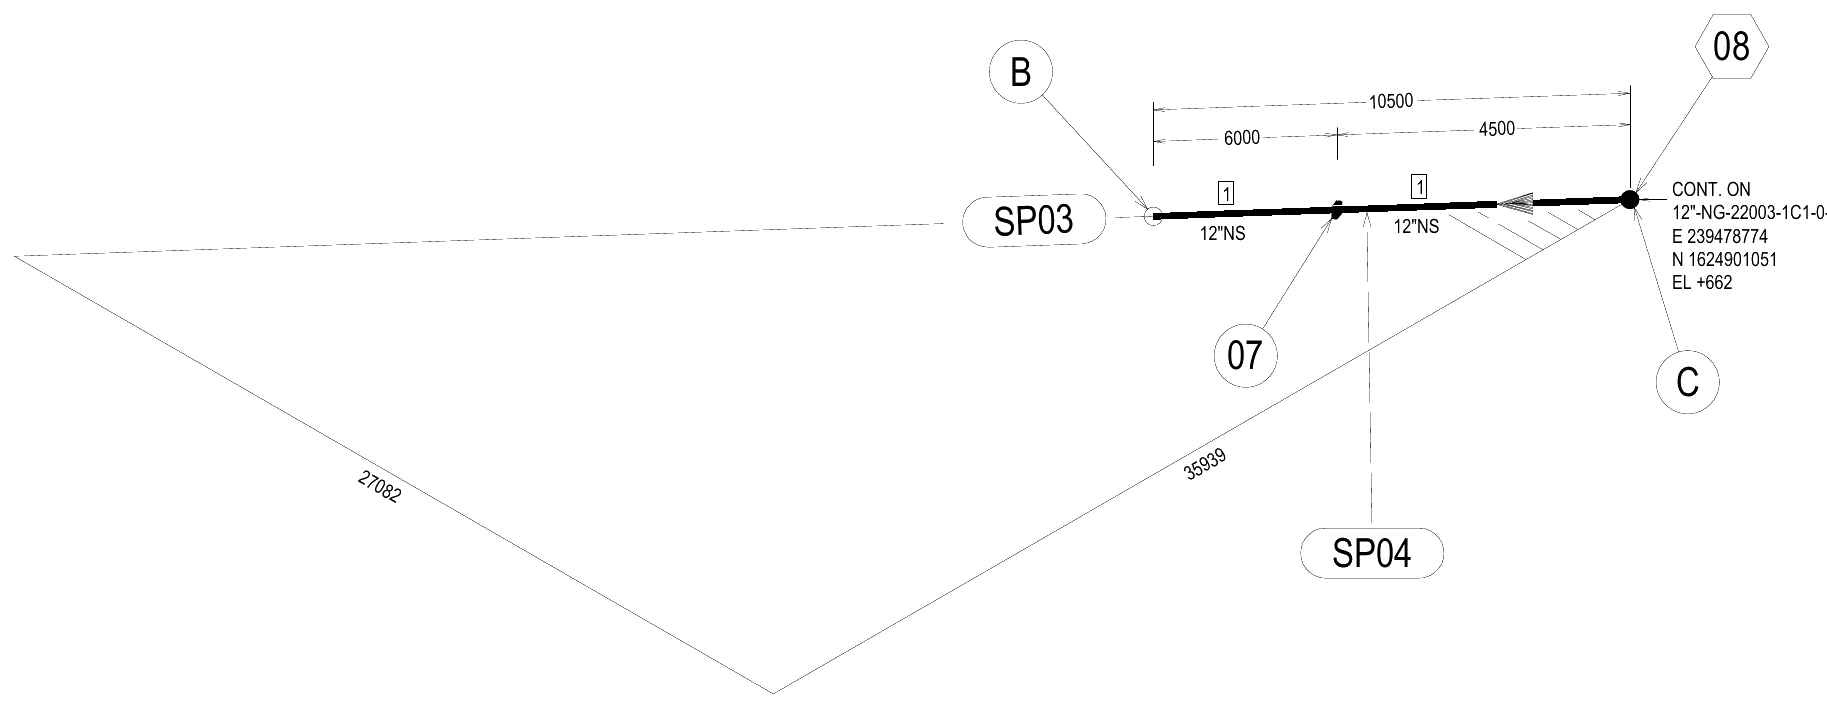 08
B
10500
6000
4500
1
1
CONT. ON
12"-NG-22003-1C1-0-
E 239478774
N 1624901051
EL +662
SP03
12"NS
12"NS
07
C
27082
35939
SP04